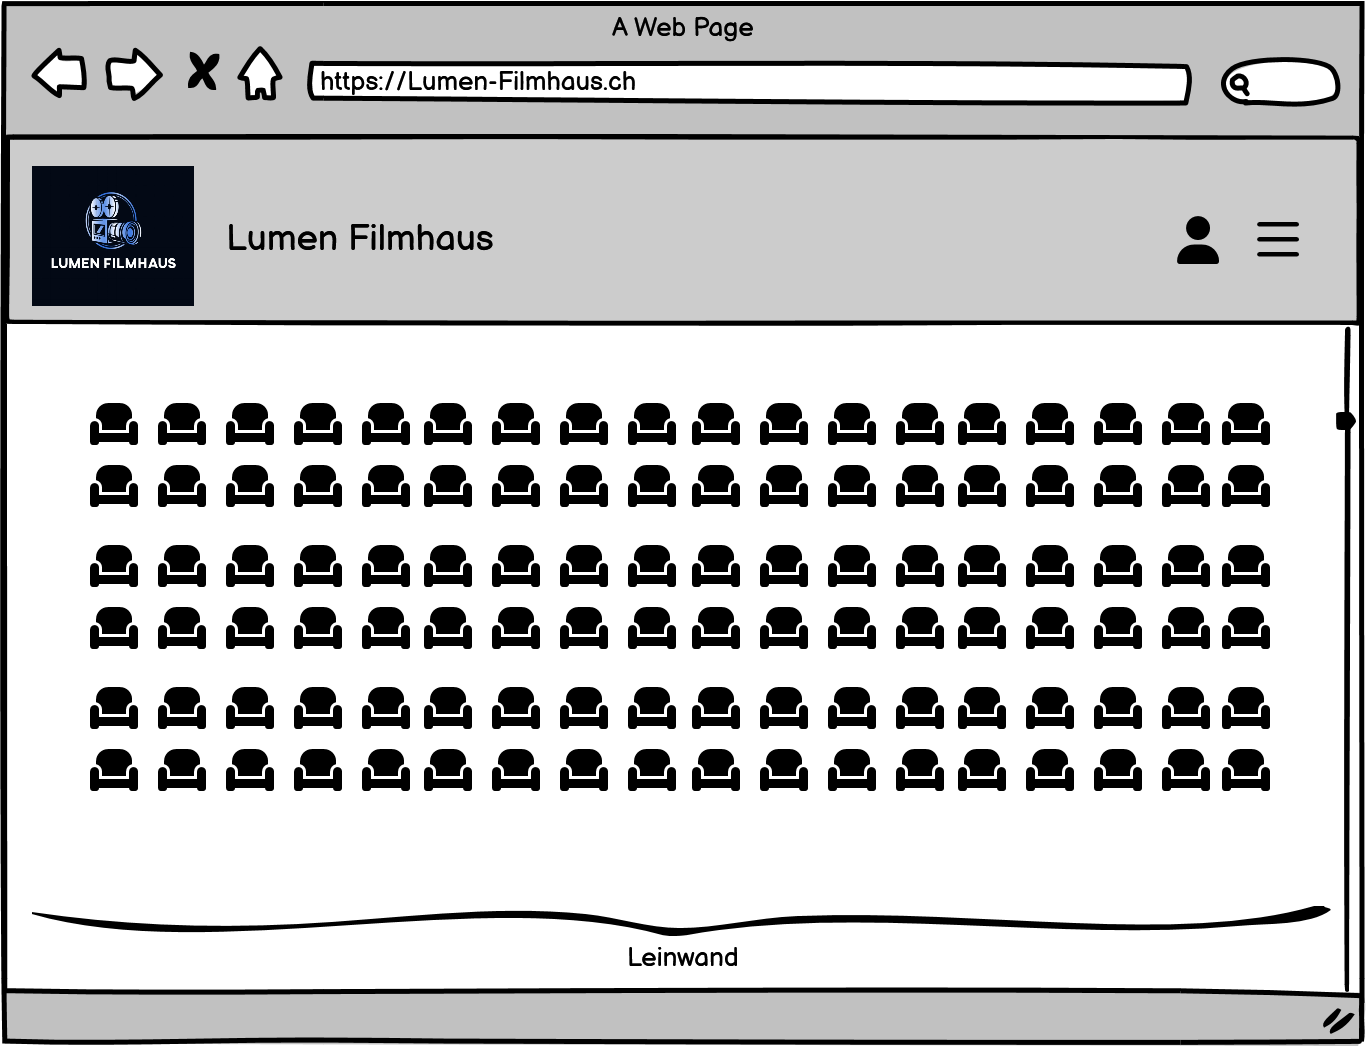 A Web Page
https://Lumen-Filmhaus.ch
LUMEN FILMHAUS
Lumen Filmhaus
Leinwand